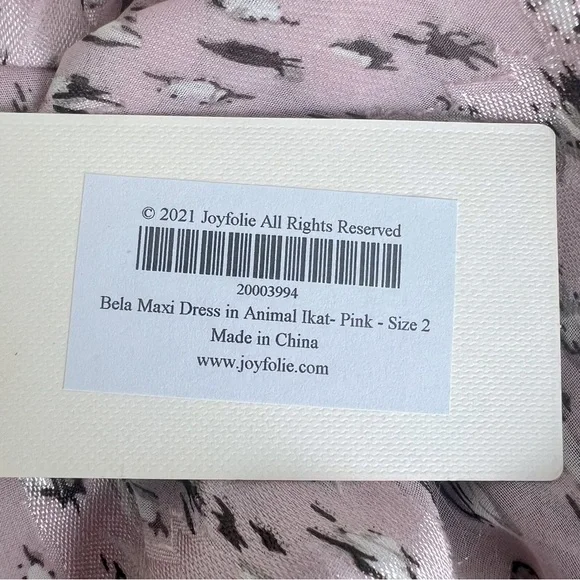 © 2021 Joyfolie All Rights Reserved
20003994
Bela Maxi Dress in Animal Ikat- Pink - Size 2
Made in China
www.joyfolie.com